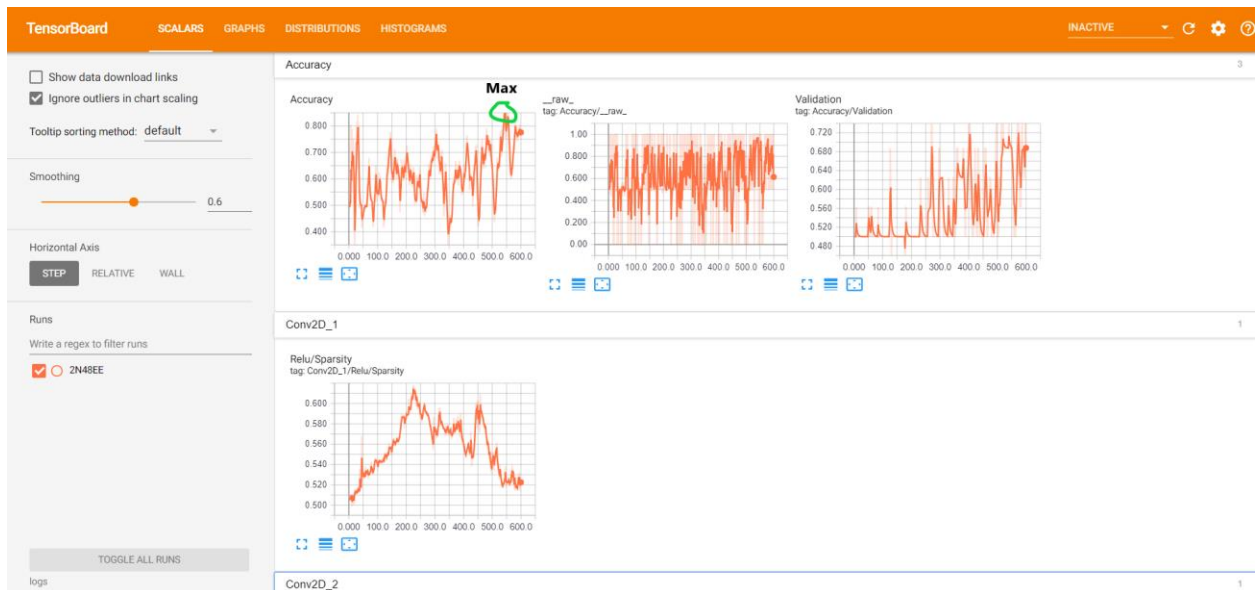 TensorBoard SCALARS GRAPHS DISTRIBUTIONS HISTOGRAMS INACTIVE
Show data download links
Ignore outliers in chart scaling
Tooltip sorting method: default
Smoothing
0.6
Horizontal Axis
STEP RELATIVE WALL
Runs
Write a regex to filter runs
2N48EE
TOGGLE ALL RUNS
logs
Accuracy 3
Max
Accuracy
0.800
0.700
0.600
0.500
0.400
0.000 100.0 200.0 300.0 400.0 500.0 600.0
__raw_
tag: Accuracy/__raw_
1.00
0.800
0.600
0.400
0.200
0.00
0.000 100.0 200.0 300.0 400.0 500.0 600.0
Validation
tag: Accuracy/Validation
0.720
0.680
0.640
0.600
0.560
0.520
0.480
0.000 100.0 200.0 300.0 400.0 500.0 600.0
Conv2D_1 1
Relu/Sparsity
tag: Conv2D_1/Relu/Sparsity
0.600
0.580
0.560
0.540
0.520
0.500
0.000 100.0 200.0 300.0 400.0 500.0 600.0
Conv2D_2 1